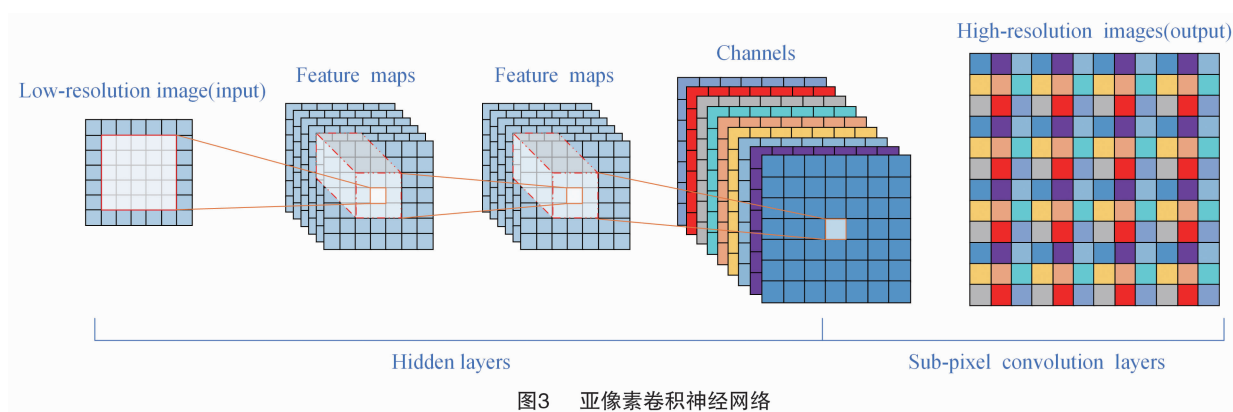 Low-resolution image(input)
Feature maps
Feature maps
Channels
High-resolution images(output)
Hidden layers
Sub-pixel convolution layers
图3 亚像素卷积神经网络